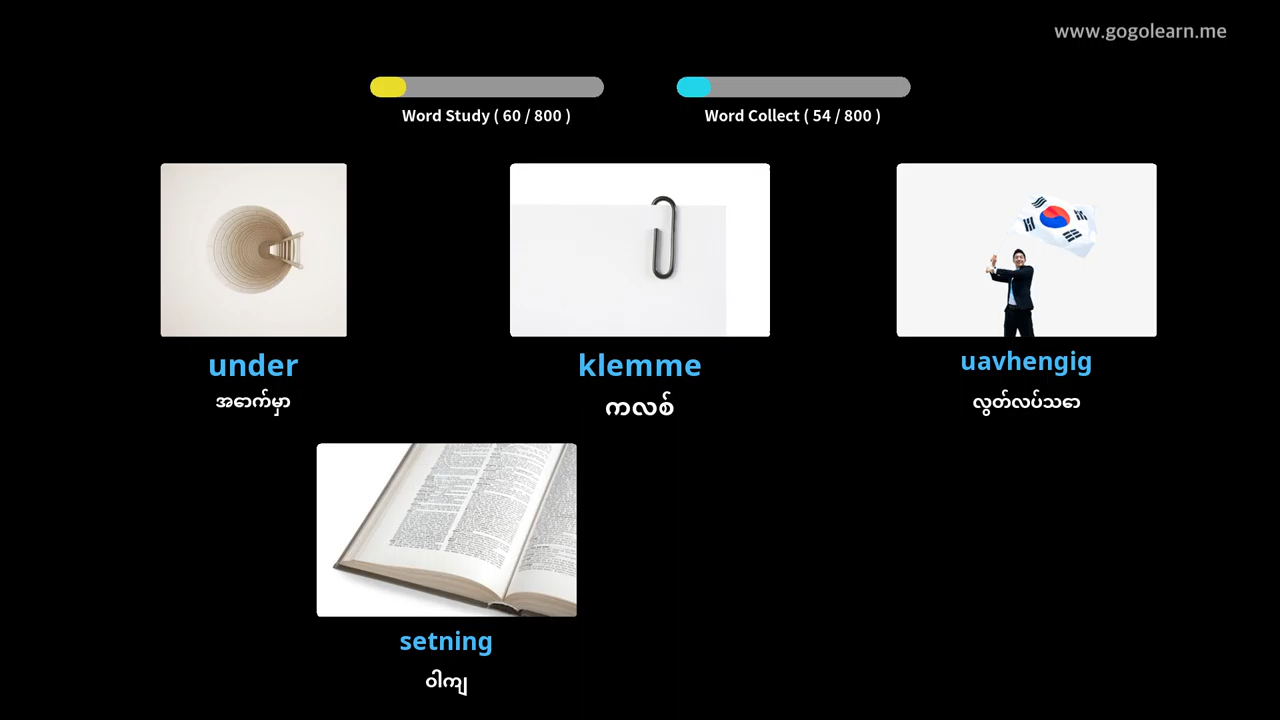 www.gogolearn.me
Word Study ( 60 / 800 )
Word Collect ( 54 / 800 )
under
အောက်မှာ
klemme
ကလစ်
uavhengig
လွတ်လပ်သော
setning
ဝါကျ